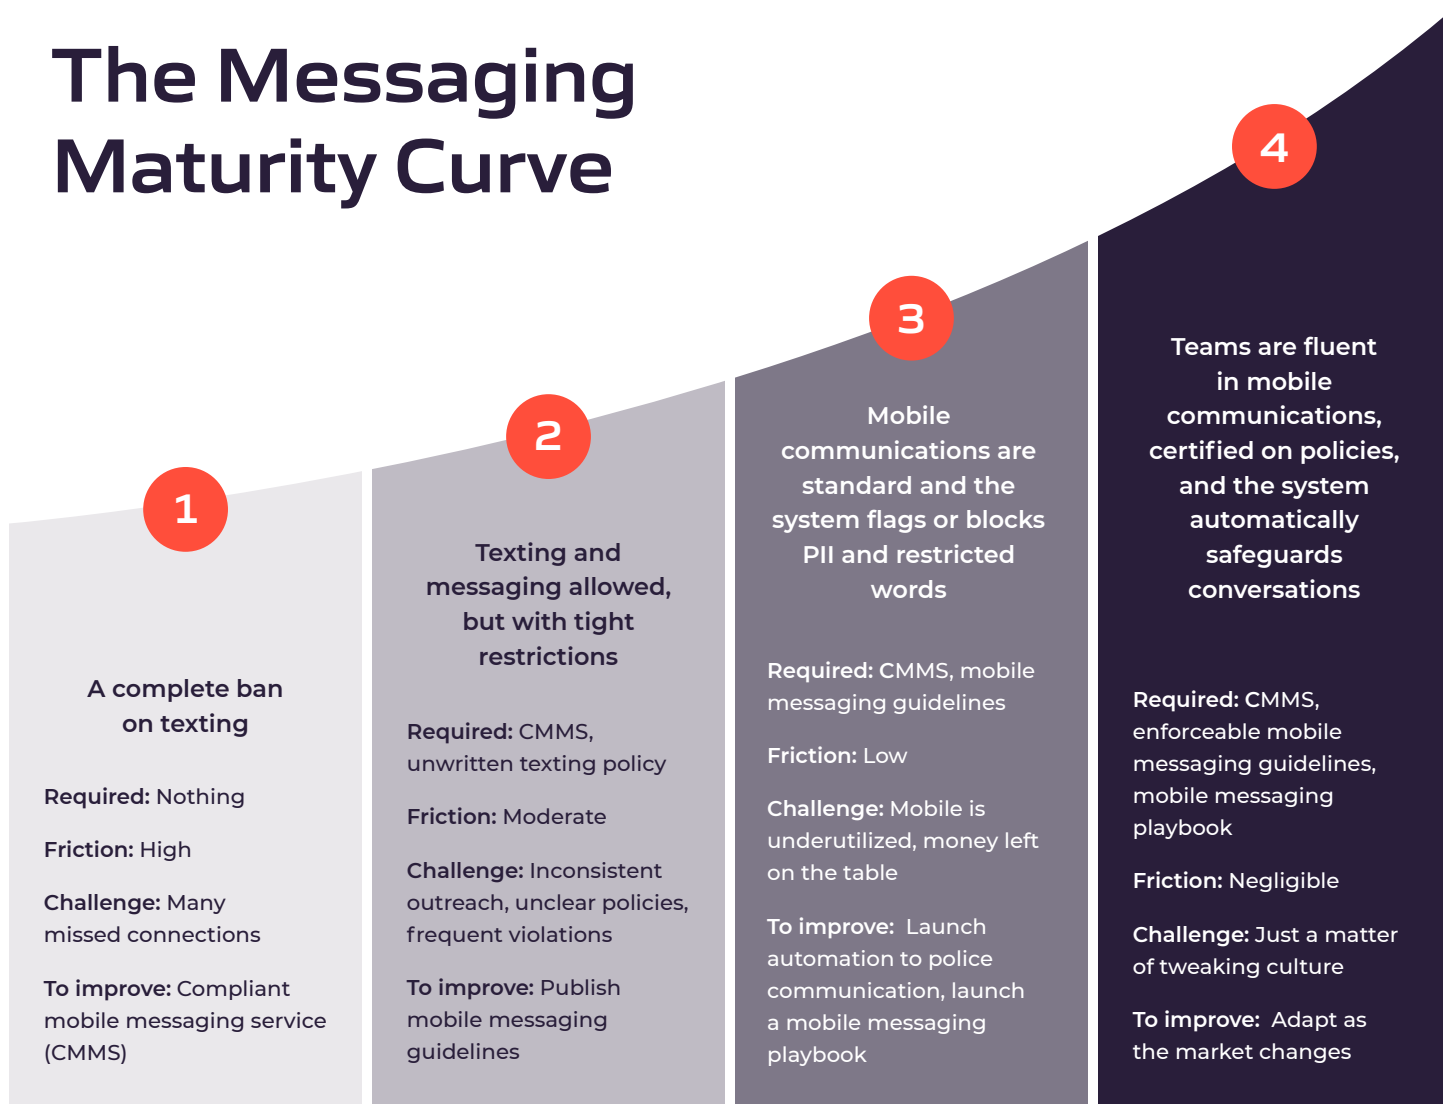 The Messaging
Maturity Curve
1
A complete ban
on texting
Required: Nothing
Friction: High
Challenge: Many
missed connections
To improve: Compliant
mobile messaging service
(CMMS)
2
Texting and
messaging allowed,
but with tight
restrictions
Required: CMMS,
unwritten texting policy
Friction: Moderate
Challenge: Inconsistent
outreach, unclear policies,
frequent violations
To improve: Publish
mobile messaging
guidelines
3
Mobile
communications are
standard and the
system flags or blocks
PII and restricted
words
Required: CMMS, mobile
messaging guidelines
Friction: Low
Challenge: Mobile is
underutilized, money left
on the table
To improve:  Launch
automation to police
communication, launch
a mobile messaging
playbook
4
Teams are fluent
in mobile
communications,
certified on policies,
and the system
automatically
safeguards
conversations
Required: CMMS,
enforceable mobile
messaging guidelines,
mobile messaging
playbook
Friction: Negligible
Challenge: Just a matter
of tweaking culture
To improve:  Adapt as
the market changes